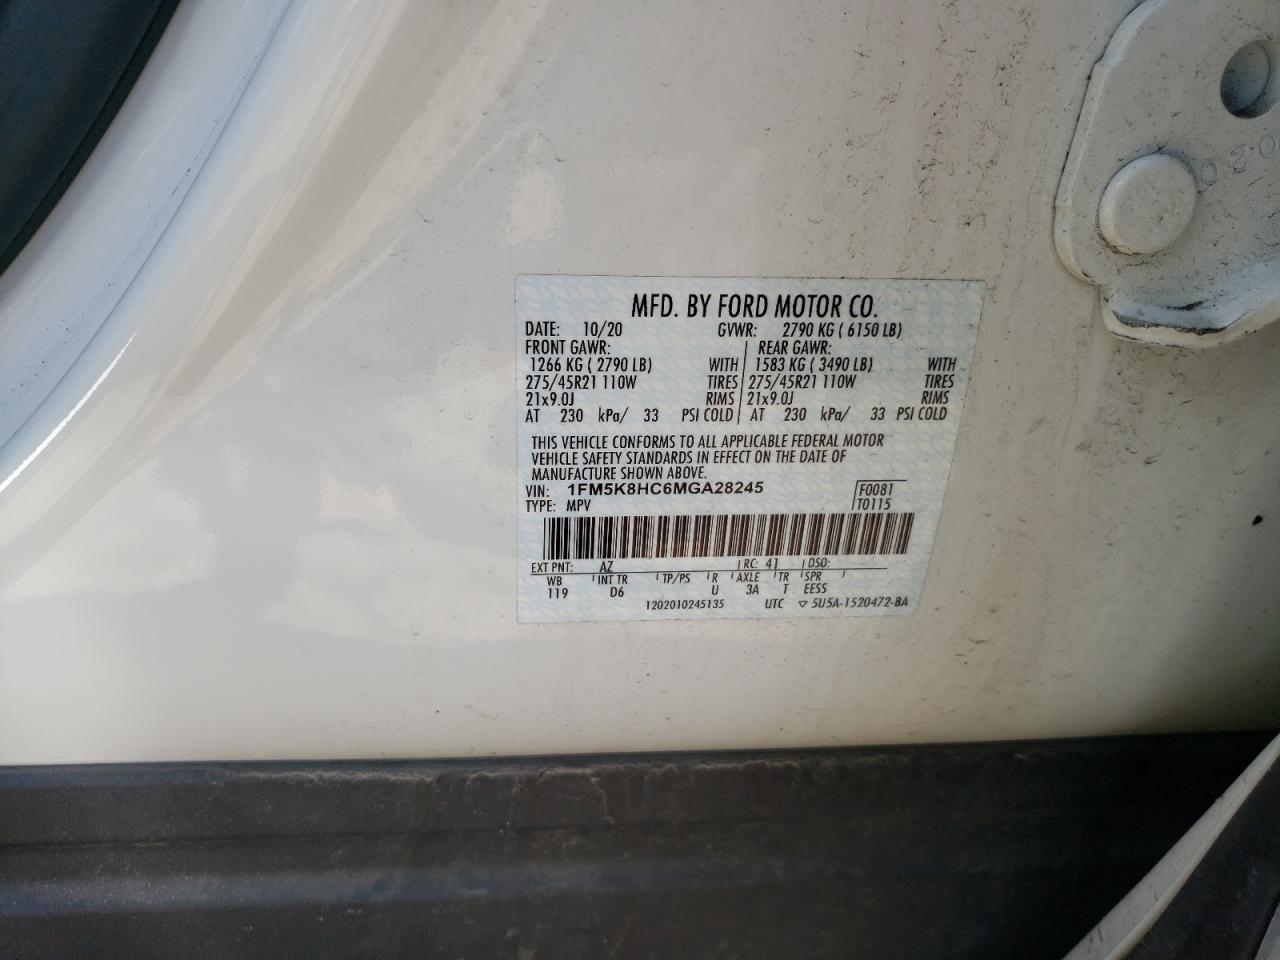 MFD. BY FORD MOTOR CO.
DATE: 10/20 GVWR: 2790 KG ( 6150 LB)
FRONT GAWR: REAR GAWR:
1266 KG ( 2790 LB) WITH 1583 KG ( 3490 LB) WITH
275/45R21 110W TIRES 275/45R21 110W TIRES
21x9.0J RIMS 21x9.0J RIMS
AT 230 kPa/ 33 PSI COLD AT 230 kPa/ 33 PSI COLD
THIS VEHICLE CONFORMS TO ALL APPLICABLE FEDERAL MOTOR
VEHICLE SAFETY STANDARDS IN EFFECT ON THE DATE OF
MANUFACTURE SHOWN ABOVE.
VIN: 1FM5K8HC6MGA28245 F0081
TYPE: MPV T0115
EXT PNT: AZ RC: 41 DSO:
WB INT TR TP/PS R AXLE TR SPR
119 D6 U 3A T EESS
1202010245135 UTC ▽ 5U5A-1520472-BA